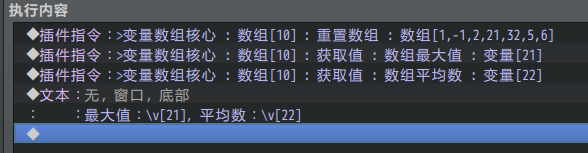 执行内容
◆插件指令：>变量数组核心 : 数组[10] : 重置数组 : 数组[1,-1,2,21,32,5,6]
◆插件指令：>变量数组核心 : 数组[10] : 获取值 : 数组最大值 : 变量[21]
◆插件指令：>变量数组核心 : 数组[10] : 获取值 : 数组平均数 : 变量[22]
◆文本：无, 窗口, 底部
：　　：最大值：\v[21], 平均数：\v[22]
◆